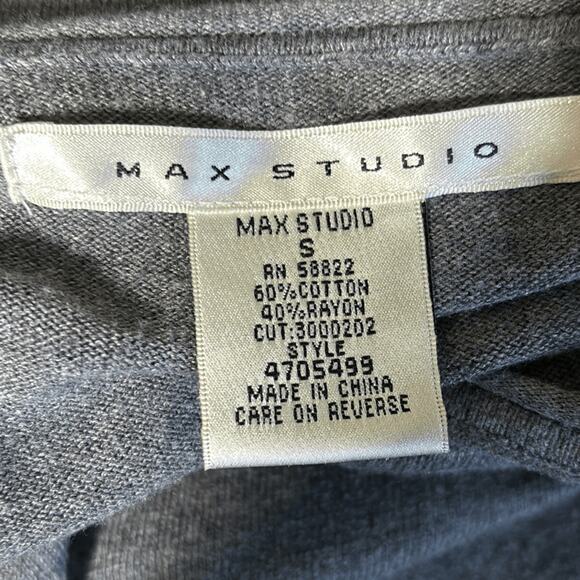 MAX STUDIO
MAX STUDIO
S
RN 58822
60%COTTON
40%RAYON
CUT:3000202
STYLE
4705499
MADE IN CHINA
CARE ON REVERSE